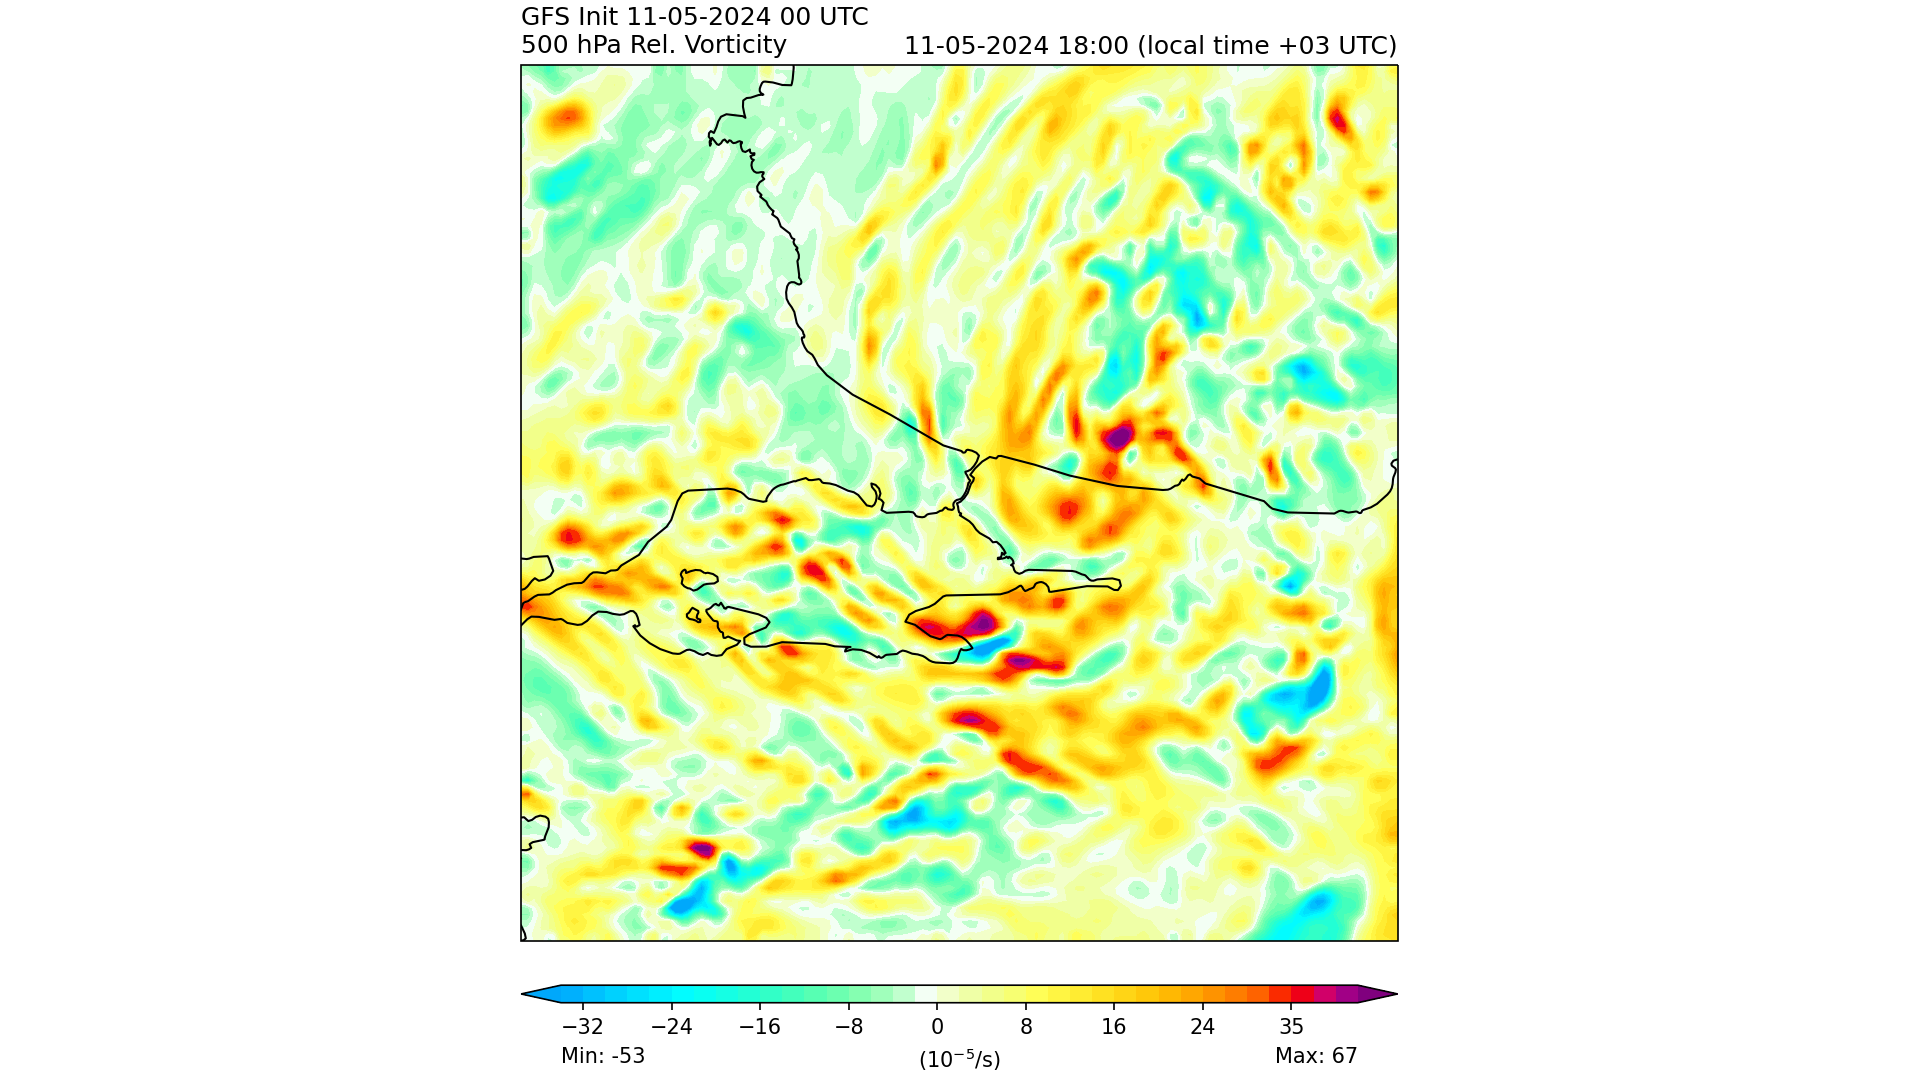 GFS Init 11-05-2024 00 UTC
500 hPa Rel. Vorticity
11-05-2024 18:00 (local time +03 UTC)
−32 −24 −16 −8 0 8 16 24 35
Min: -53
(10⁻⁵/s)
Max: 67